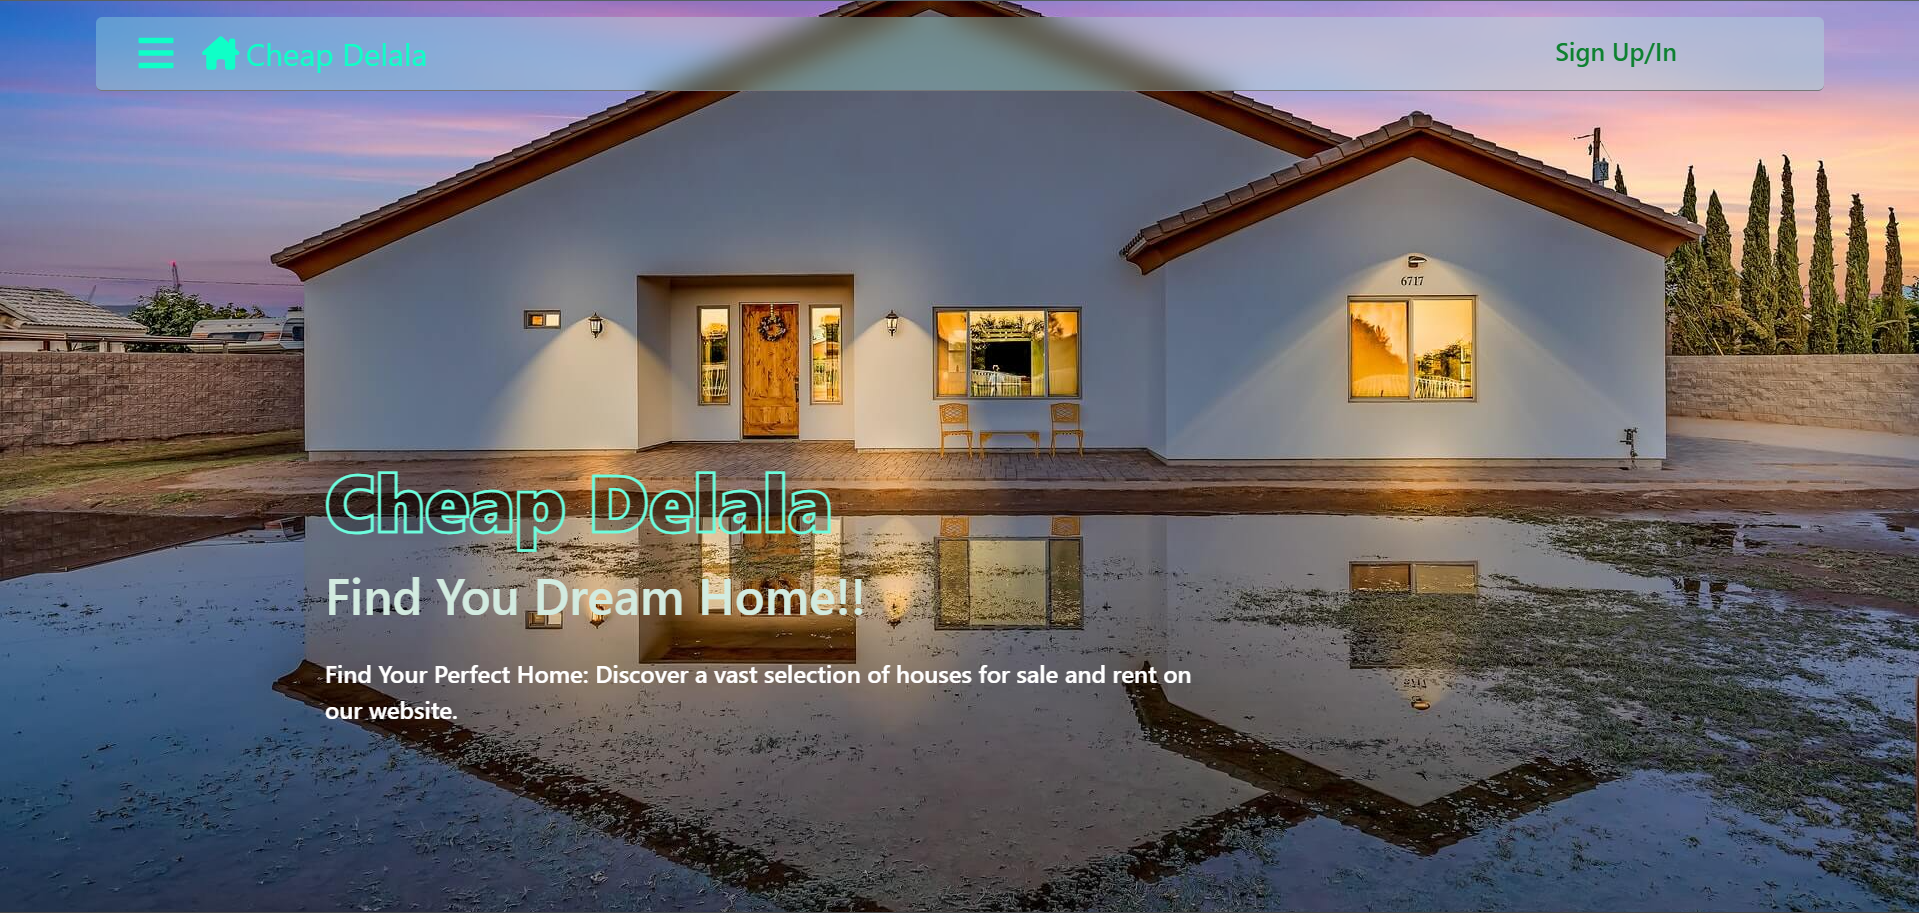 Cheap Delala
Sign Up/In
6717
Cheap Delala
Find You Dream Home!!
Find Your Perfect Home: Discover a vast selection of houses for sale and rent on
our website.